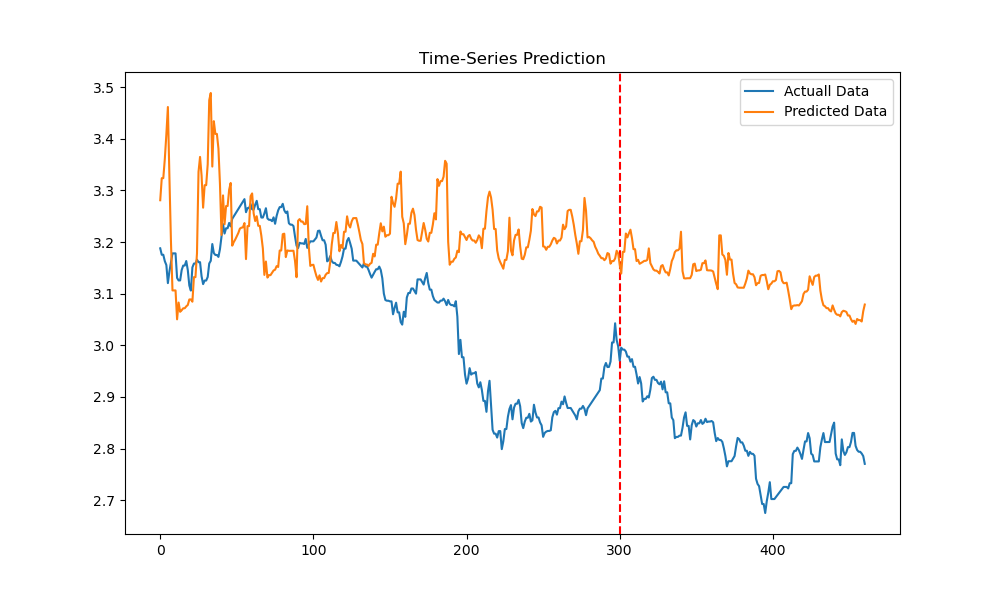 Time-Series Prediction
Actuall Data
Predicted Data
3.5
3.4
3.3
3.2
3.1
3.0
2.9
2.8
2.7
0 100 200 300 400